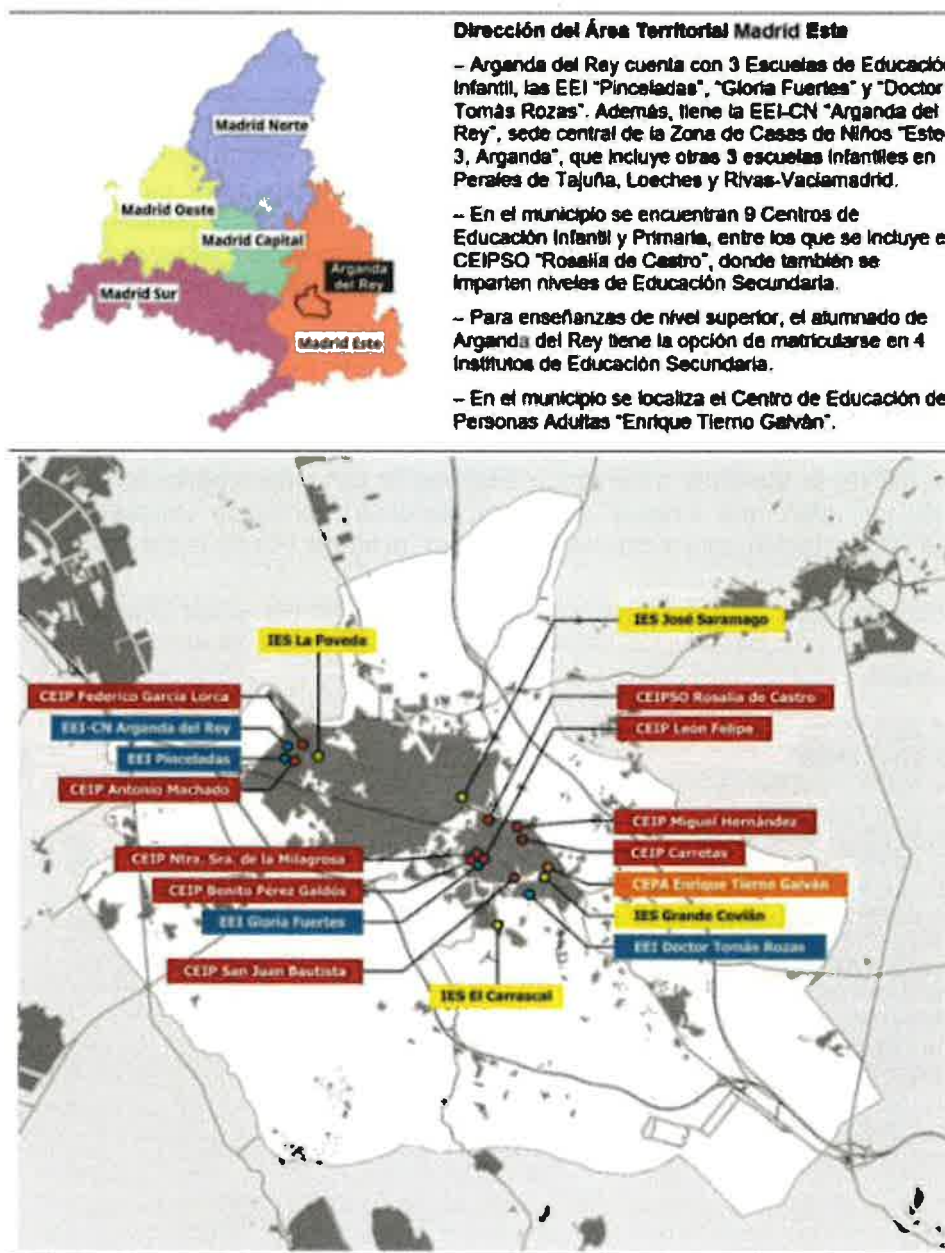 Dirección del Área Territorial Madrid Este
– Arganda del Rey cuenta con 3 Escuelas de Educación
Infantil, las EEI "Pinceladas", "Gloria Fuertes" y "Doctor
Tomás Rozas". Además, tiene la EEI-CN "Arganda del
Rey", sede central de la Zona de Casas de Niños "Este-
3, Arganda", que incluye otras 3 escuelas infantiles en
Perales de Tajuña, Loeches y Rivas-Vaciamadrid.
– En el municipio se encuentran 9 Centros de
Educación Infantil y Primaria, entre los que se incluye e
CEIPSO "Rosalía de Castro", donde también se
imparten niveles de Educación Secundaria.
– Para enseñanzas de nivel superior, el alumnado de
Arganda del Rey tiene la opción de matricularse en 4
Institutos de Educación Secundaria.
– En el municipio se localiza el Centro de Educación de
Personas Adultas "Enrique Tierno Galván".
Madrid Norte
Madrid Oeste
Madrid Capital
Arganda
del Rey
Madrid Sur
Madrid Este
IES José Saramago
IES La Poveda
CEIP Federico García Lorca
CEIPSO Rosalía de Castro
EEI-CN Arganda del Rey
CEIP León Felipe
EEI Pinceladas
CEIP Antonio Machado
CEIP Miguel Hernández
CEIP Carretas
CEIP Ntra. Sra. de la Milagrosa
CEPA Enrique Tierno Galván
CEIP Benito Pérez Galdós
IES Grande Covián
EEI Gloria Fuertes
EEI Doctor Tomás Rozas
CEIP San Juan Bautista
IES El Carrascal